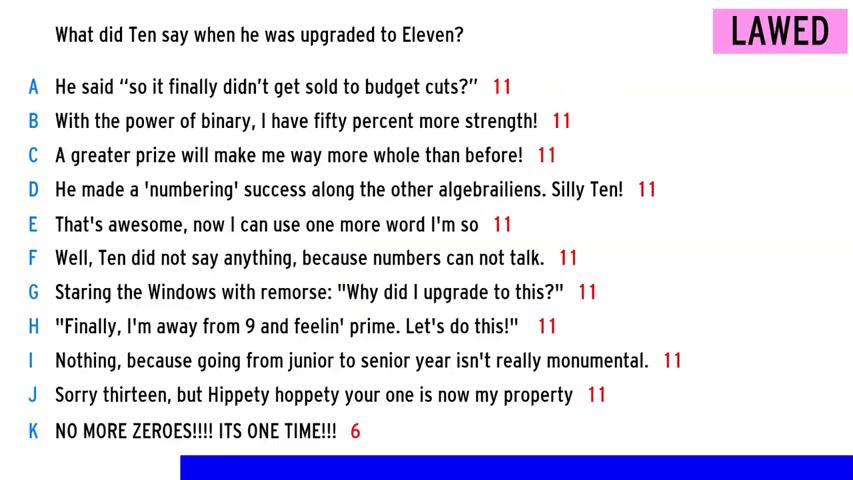 What did Ten say when he was upgraded to Eleven?
LAWED
A He said “so it finally didn’t get sold to budget cuts?” 11
B With the power of binary, I have fifty percent more strength! 11
C A greater prize will make me way more whole than before! 11
D He made a 'numbering' success along the other algebrailiens. Silly Ten! 11
E That's awesome, now I can use one more word I'm so 11
F Well, Ten did not say anything, because numbers can not talk. 11
G Staring the Windows with remorse: "Why did I upgrade to this?" 11
H "Finally, I'm away from 9 and feelin' prime. Let's do this!" 11
I Nothing, because going from junior to senior year isn't really monumental. 11
J Sorry thirteen, but Hippety hoppety your one is now my property 11
K NO MORE ZEROES!!!! ITS ONE TIME!!! 6